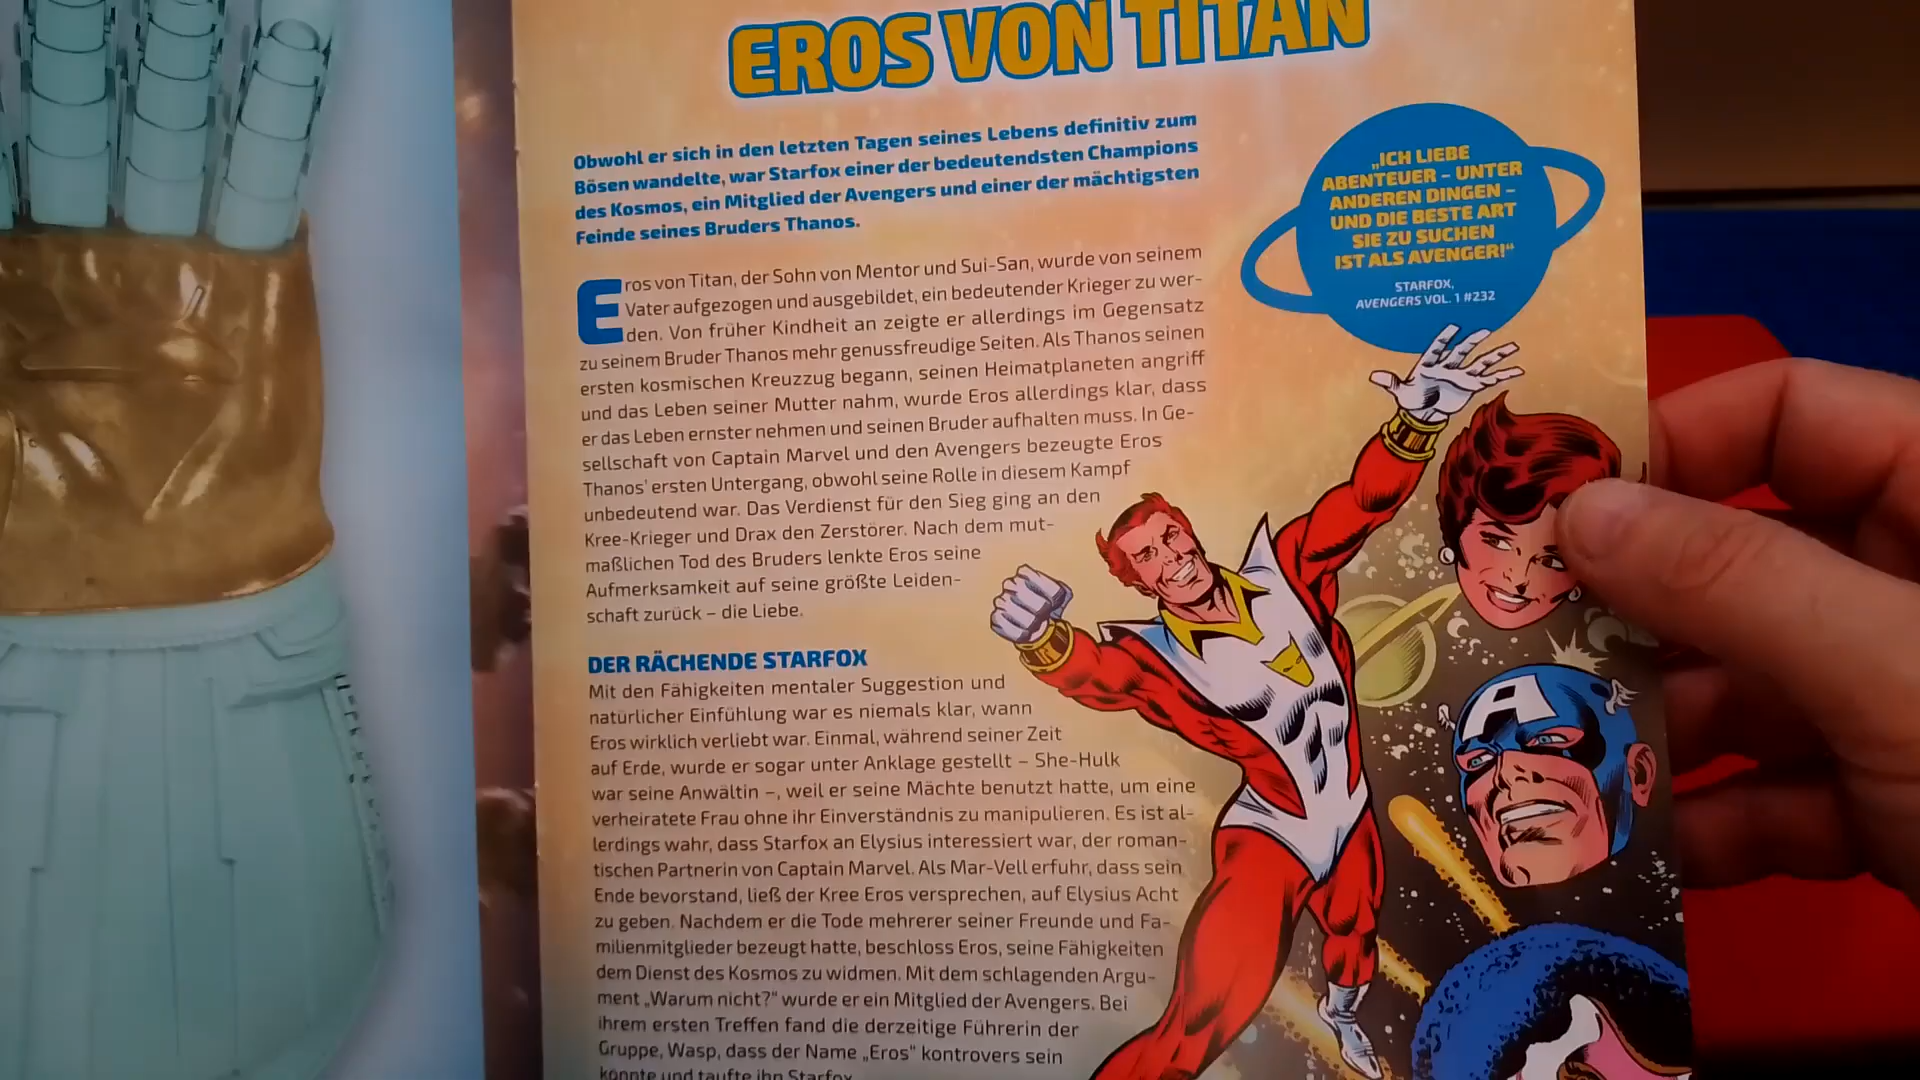 EROS VON TITAN
Obwohl er sich in den letzten Tagen seines Lebens definitiv zum
Bösen wandelte, war Starfox einer der bedeutendsten Champions
des Kosmos, ein Mitglied der Avengers und einer der mächtigsten
Feinde seines Bruders Thanos.
Eros von Titan, der Sohn von Mentor und Sui-San, wurde von seinem
Vater aufgezogen und ausgebildet, ein bedeutender Krieger zu wer-
den. Von früher Kindheit an zeigte er allerdings im Gegensatz
zu seinem Bruder Thanos mehr genussfreudige Seiten. Als Thanos seinen
ersten kosmischen Kreuzzug begann, seinen Heimatplaneten angriff
und das Leben seiner Mutter nahm, wurde Eros allerdings klar, dass
er das Leben ernster nehmen und seinen Bruder aufhalten muss. In Ge-
sellschaft von Captain Marvel und den Avengers bezeugte Eros
Thanos' ersten Untergang, obwohl seine Rolle in diesem Kampf
unbedeutend war. Das Verdienst für den Sieg ging an den
Kree-Krieger und Drax den Zerstörer. Nach dem mut-
maßlichen Tod des Bruders lenkte Eros seine
Aufmerksamkeit auf seine größte Leiden-
schaft zurück – die Liebe.
DER RÄCHENDE STARFOX
Mit den Fähigkeiten mentaler Suggestion und
natürlicher Einfühlung war es niemals klar, wann
Eros wirklich verliebt war. Einmal, während seiner Zeit
auf Erde, wurde er sogar unter Anklage gestellt – She-Hulk
war seine Anwältin –, weil er seine Mächte benutzt hatte, um eine
verheiratete Frau ohne ihr Einverständnis zu manipulieren. Es ist al-
lerdings wahr, dass Starfox an Elysius interessiert war, der roman-
tischen Partnerin von Captain Marvel. Als Mar-Vell erfuhr, dass sein
Ende bevorstand, ließ der Kree Eros versprechen, auf Elysius Acht
zu geben. Nachdem er die Tode mehrerer seiner Freunde und Fa-
milienmitglieder bezeugt hatte, beschloss Eros, seine Fähigkeiten
dem Dienst des Kosmos zu widmen. Mit dem schlagenden Argu-
ment „Warum nicht?" wurde er ein Mitglied der Avengers. Bei
ihrem ersten Treffen fand die derzeitige Führerin der
Gruppe, Wasp, dass der Name „Eros" kontrovers sein
könnte und taufte ihn Starfox.
„ICH LIEBE
ABENTEUER – UNTER
ANDEREN DINGEN –
UND DIE BESTE ART
SIE ZU SUCHEN
IST ALS AVENGER!"
STARFOX,
AVENGERS VOL. 1 #232
A